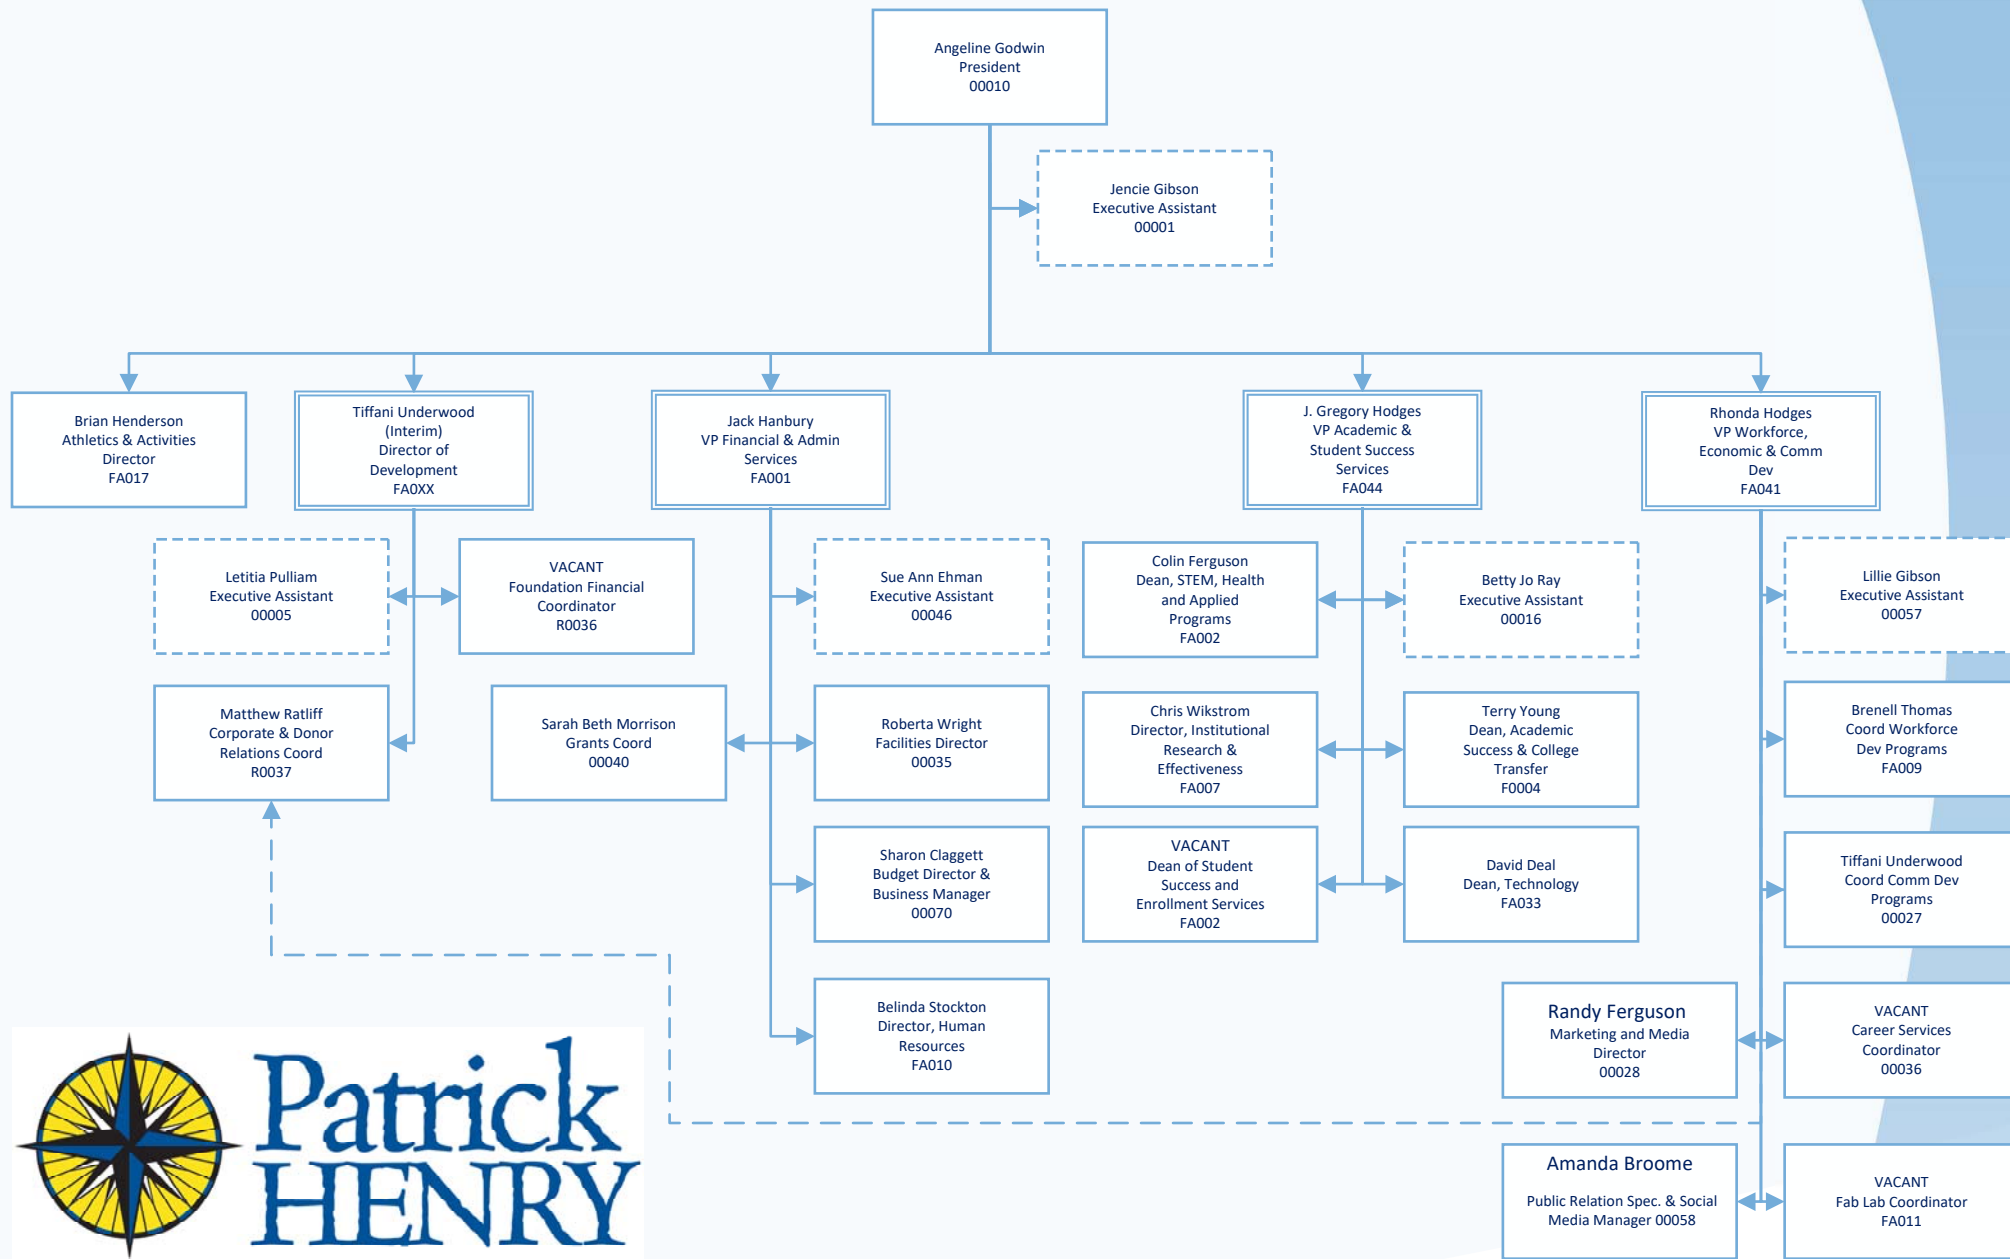 Angeline Godwin
President
00010
Jencie Gibson
Executive Assistant
00001
Brian Henderson
Athletics & Activities
Director
FA017
Tiffani Underwood
(Interim)
Director of
Development
FA0XX
Jack Hanbury
VP Financial & Admin
Services
FA001
J. Gregory Hodges
VP Academic &
Student Success
Services
FA044
Rhonda Hodges
VP Workforce,
Economic & Comm
Dev
FA041
Letitia Pulliam
Executive Assistant
00005
VACANT
Foundation Financial
Coordinator
R0036
Sue Ann Ehman
Executive Assistant
00046
Colin Ferguson
Dean, STEM, Health
and Applied
Programs
FA002
Betty Jo Ray
Executive Assistant
00016
Lillie Gibson
Executive Assistant
00057
Matthew Ratliff
Corporate & Donor
Relations Coord
R0037
Sarah Beth Morrison
Grants Coord
00040
Roberta Wright
Facilities Director
00035
Chris Wikstrom
Director, Institutional
Research &
Effectiveness
FA007
Terry Young
Dean, Academic
Success & College
Transfer
F0004
Brenell Thomas
Coord Workforce
Dev Programs
FA009
Sharon Claggett
Budget Director &
Business Manager
00070
VACANT
Dean of Student
Success and
Enrollment Services
FA002
David Deal
Dean, Technology
FA033
Tiffani Underwood
Coord Comm Dev
Programs
00027
Belinda Stockton
Director, Human
Resources
FA010
Randy Ferguson
Marketing and Media
Director
00028
VACANT
Career Services
Coordinator
00036
Amanda Broome
Public Relation Spec. & Social
Media Manager 00058
VACANT
Fab Lab Coordinator
FA011
Patrick
HENRY